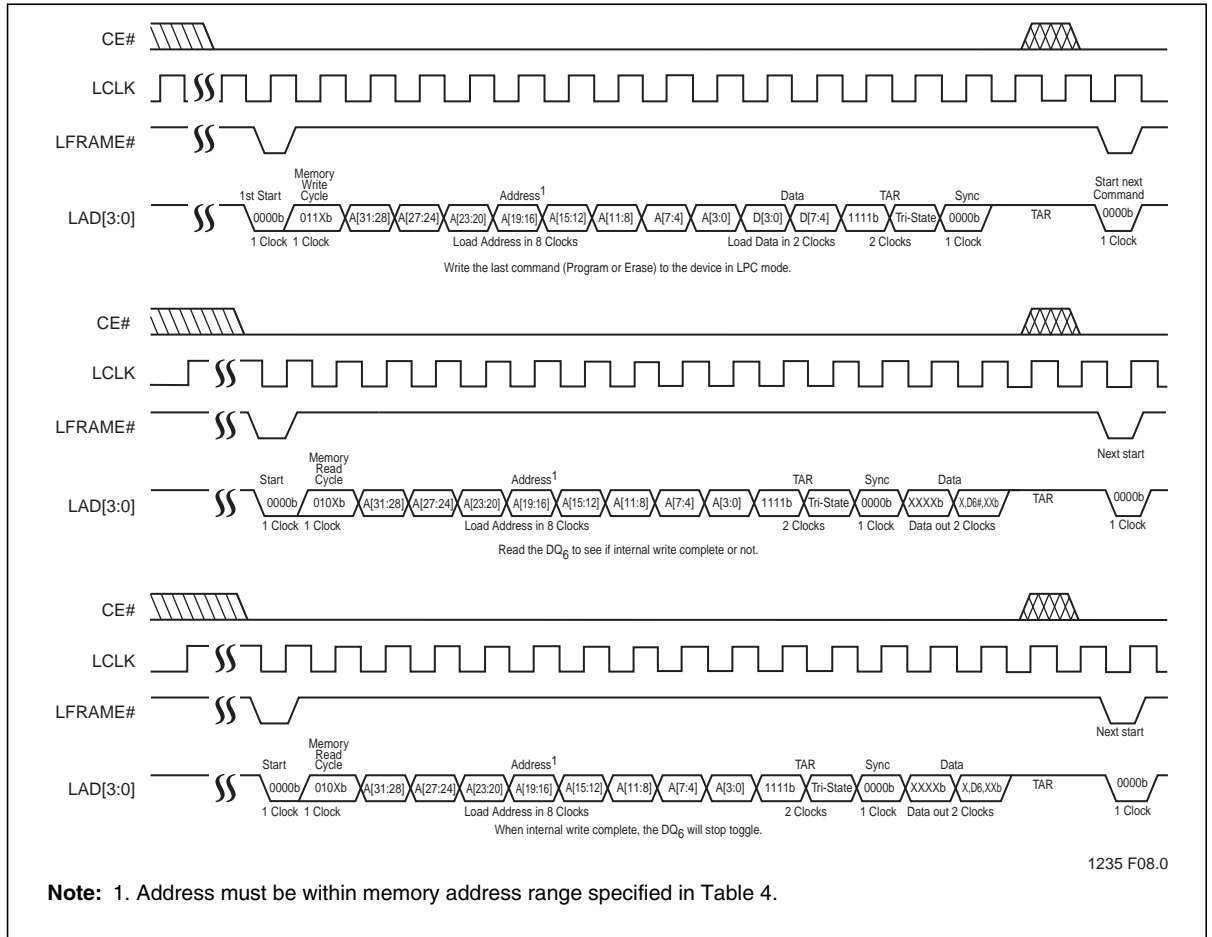 CE#
LCLK
LFRAME#
Memory
Write
Cycle
1st Start
Address1
Data
TAR
Sync
Start next
Command
LAD[3:0]
0000b
011Xb
A[31:28]
A[27:24]
A[23:20]
A[19:16]
A[15:12]
A[11:8]
A[7:4]
A[3:0]
D[3:0]
D[7:4]
1111b
Tri-State
0000b
TAR
0000b
1 Clock
1 Clock
Load Address in 8 Clocks
Load Data in 2 Clocks
2 Clocks
1 Clock
1 Clock
Write the last command (Program or Erase) to the device in LPC mode.
CE#
LCLK
LFRAME#
Next start
Memory
Read
Cycle
Start
Address1
TAR
Sync
Data
LAD[3:0]
0000b
010Xb
A[31:28]
A[27:24]
A[23:20]
A[19:16]
A[15:12]
A[11:8]
A[7:4]
A[3:0]
1111b
Tri-State
0000b
XXXXb
X,D6#,XXb
TAR
0000b
1 Clock
1 Clock
Load Address in 8 Clocks
2 Clocks
1 Clock
Data out 2 Clocks
1 Clock
Read the DQ6 to see if internal write complete or not.
CE#
LCLK
LFRAME#
Next start
Memory
Read
Cycle
Start
Address1
TAR
Sync
Data
LAD[3:0]
0000b
010Xb
A[31:28]
A[27:24]
A[23:20]
A[19:16]
A[15:12]
A[11:8]
A[7:4]
A[3:0]
1111b
Tri-State
0000b
XXXXb
X,D6,XXb
TAR
0000b
1 Clock
1 Clock
Load Address in 8 Clocks
2 Clocks
1 Clock
Data out 2 Clocks
1 Clock
When internal write complete, the DQ6 will stop toggle.
1235 F08.0
Note: 1. Address must be within memory address range specified in Table 4.